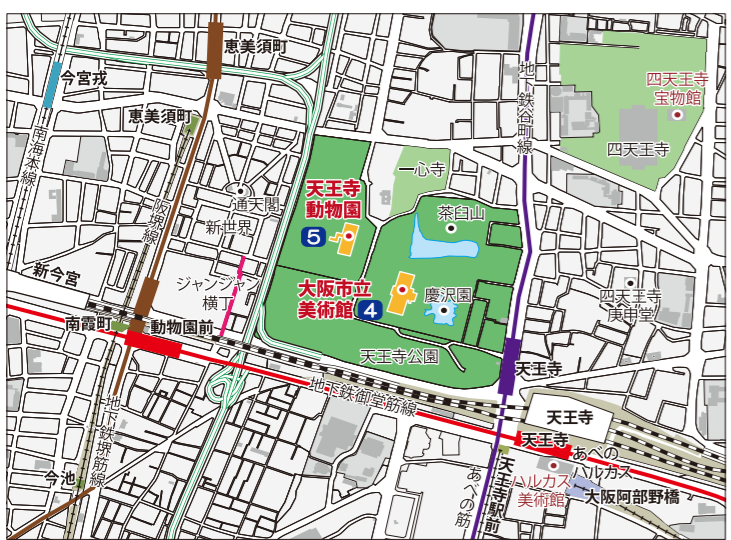 恵美須町
今宮戎
恵美須町
南海本線
阪堺線
地下鉄谷町線
四天王寺
宝物館
四天王寺
一心寺
天王寺
動物園
5
通天閣
新世界
茶臼山
ジャンジャン
横丁
大阪市立
美術館
4
慶沢園
四天王寺
庚申堂
新今宮
南霞町
動物園前
天王寺公園
天王寺
地下鉄御堂筋線
天王寺
天王寺
地下鉄堺筋線
今池
あべの筋
天王寺駅前
あべの
ハルカス
ハルカス
美術館
大阪阿部野橋